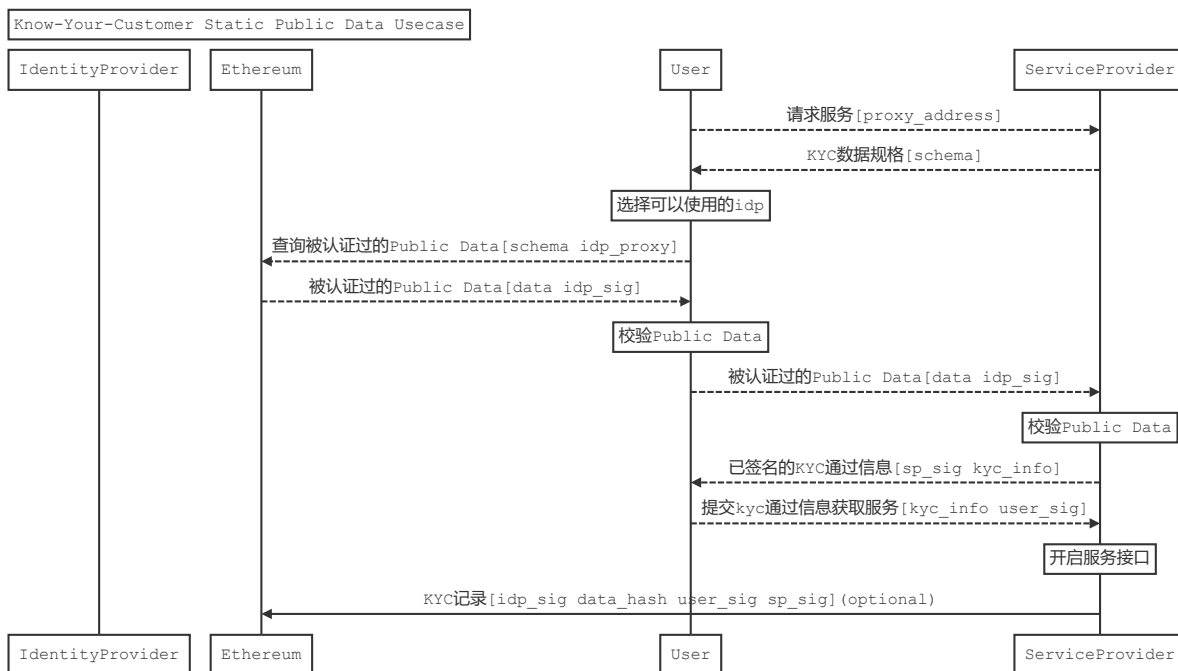 Know-Your-Customer Static Public Data Usecase
IdentityProvider
Ethereum
User
ServiceProvider
请求服务[proxy_address]
KYC数据规格[schema]
选择可以使用的idp
查询被认证过的Public Data[schema idp_proxy]
被认证过的Public Data[data idp_sig]
校验Public Data
被认证过的Public Data[data idp_sig]
校验Public Data
已签名的KYC通过信息[sp_sig kyc_info]
提交kyc通过信息获取服务[kyc_info user_sig]
开启服务接口
KYC记录[idp_sig data_hash user_sig sp_sig](optional)
IdentityProvider
Ethereum
User
ServiceProvider